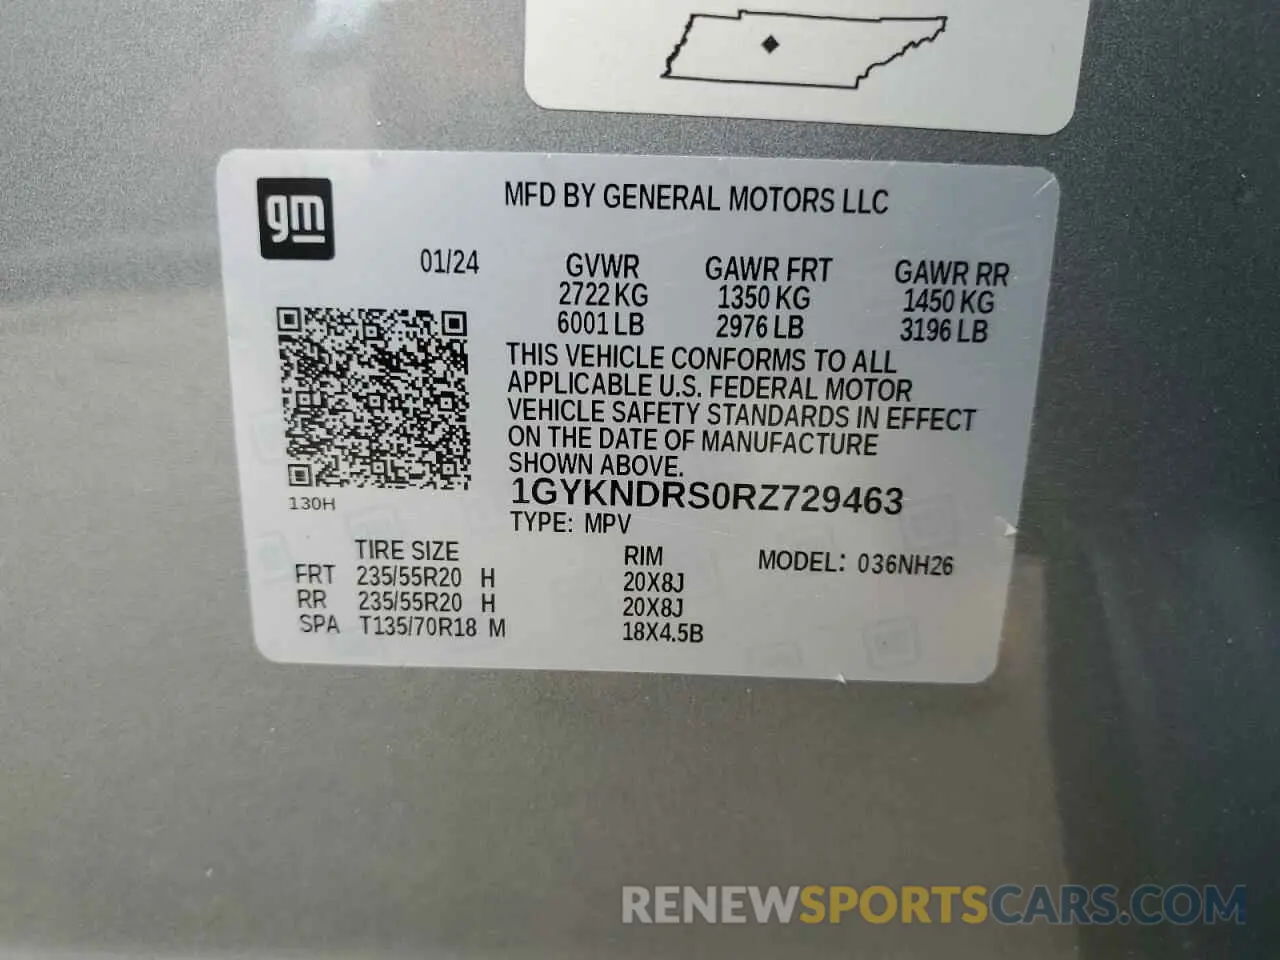 gm
MFD BY GENERAL MOTORS LLC
01/24 GVWR GAWR FRT GAWR RR
2722 KG 1350 KG 1450 KG
6001 LB 2976 LB 3196 LB
THIS VEHICLE CONFORMS TO ALL
APPLICABLE U.S. FEDERAL MOTOR
VEHICLE SAFETY STANDARDS IN EFFECT
ON THE DATE OF MANUFACTURE
SHOWN ABOVE.
1GYKNDRS0RZ729463
130H
TYPE: MPV
TIRE SIZE RIM MODEL: 036NH26
FRT 235/55R20 H 20X8J
RR 235/55R20 H 20X8J
SPA T135/70R18 M 18X4.5B
RENEWSPORTSCARS.COM